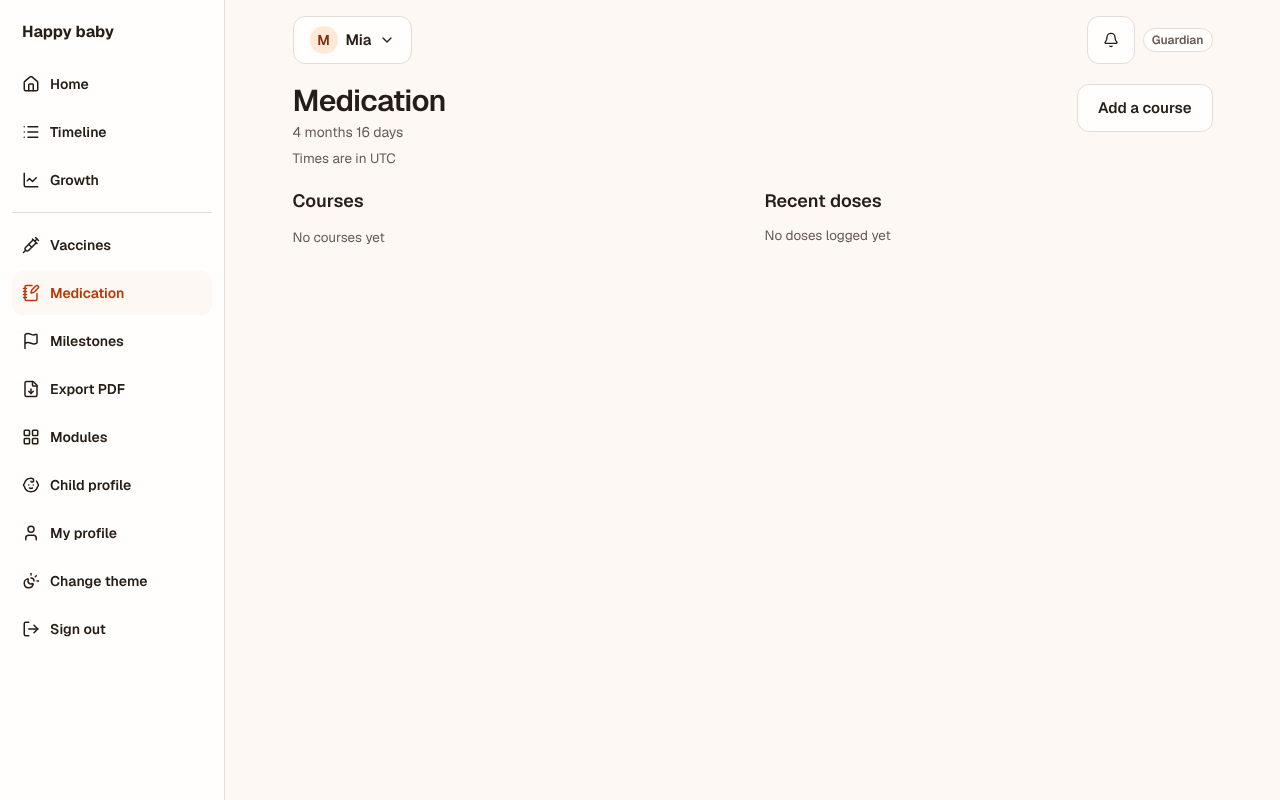 Happy baby
Home
Timeline
Growth
Vaccines
Medication
Milestones
Export PDF
Modules
Child profile
My profile
Change theme
Sign out
M Mia
Guardian
Medication
4 months 16 days
Times are in UTC
Add a course
Courses
No courses yet
Recent doses
No doses logged yet